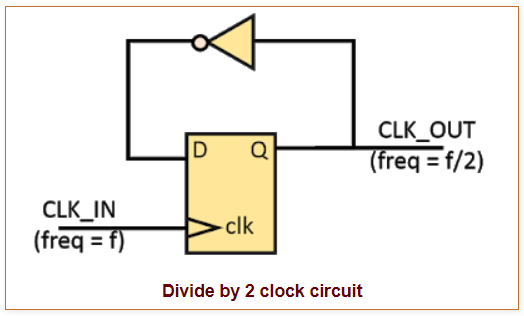 D
Q
CLK_OUT
(freq = f/2)
CLK_IN
(freq = f)
clk
Divide by 2 clock circuit